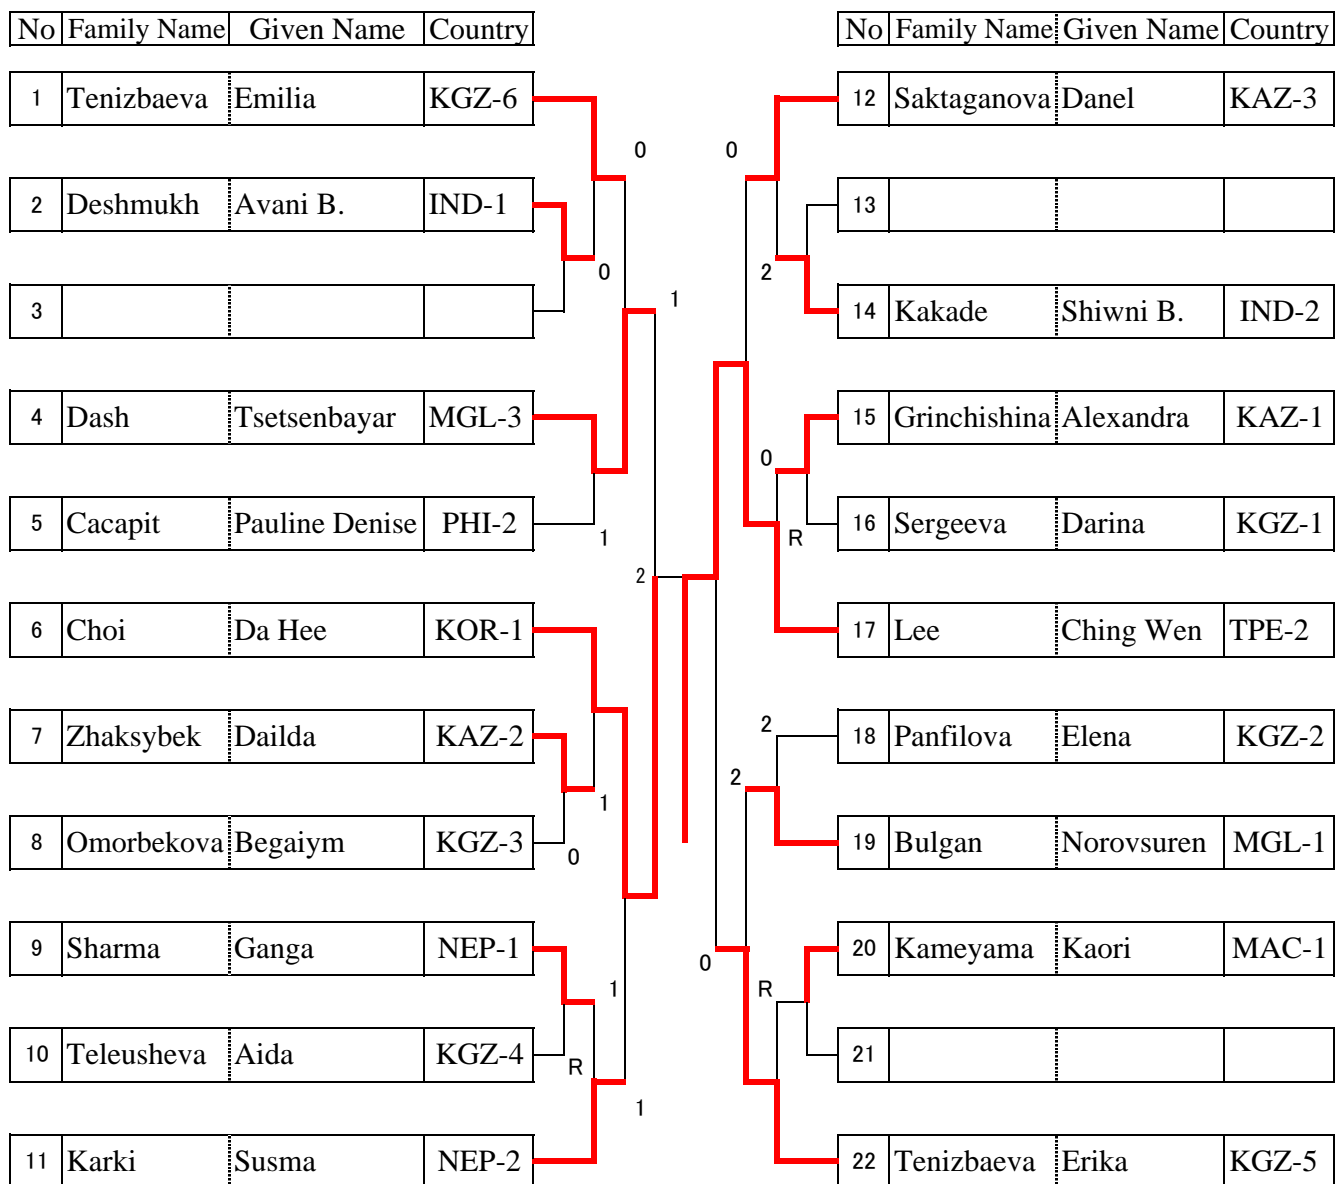 No Family Name Given Name Country
1 Tenizbaeva Emilia KGZ-6
2 Deshmukh Avani B. IND-1
3
4 Dash Tsetsenbayar MGL-3
5 Cacapit Pauline Denise PHI-2
6 Choi Da Hee KOR-1
7 Zhaksybek Dailda KAZ-2
8 Omorbekova Begaiym KGZ-3
9 Sharma Ganga NEP-1
10 Teleusheva Aida KGZ-4
11 Karki Susma NEP-2
0
0
1
1
2
1
0
1
R
1
No Family Name Given Name Country
12 Saktaganova Danel KAZ-3
13
14 Kakade Shiwni B. IND-2
15 Grinchishina Alexandra KAZ-1
16 Sergeeva Darina KGZ-1
17 Lee Ching Wen TPE-2
18 Panfilova Elena KGZ-2
19 Bulgan Norovsuren MGL-1
20 Kameyama Kaori MAC-1
21
22 Tenizbaeva Erika KGZ-5
0
2
0
R
2
2
0
R